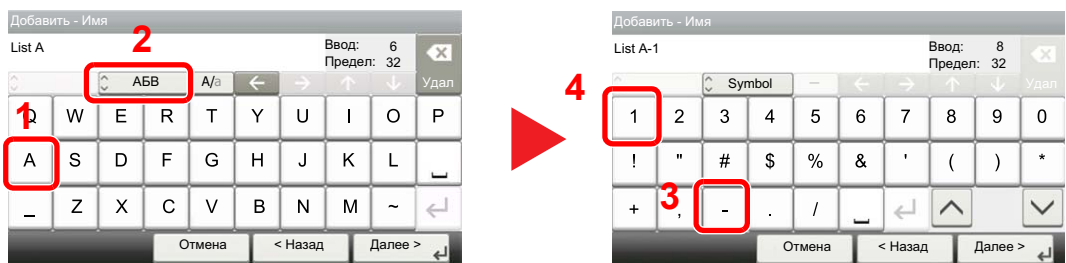 Добавить - Имя
List A
Ввод: 6
Предел: 32
2
АБВ
A/a
Удал
1
Q W E R T Y U I O P
A S D F G H J K L
_ Z X C V B N M ~
Отмена
< Назад
Далее >
Добавить - Имя
List A-1
Ввод: 8
Предел: 32
4
Symbol
Удал
1 2 3 4 5 6 7 8 9 0
! " # $ % & ' ( ) *
3
+ , - . /
Отмена
< Назад
Далее >